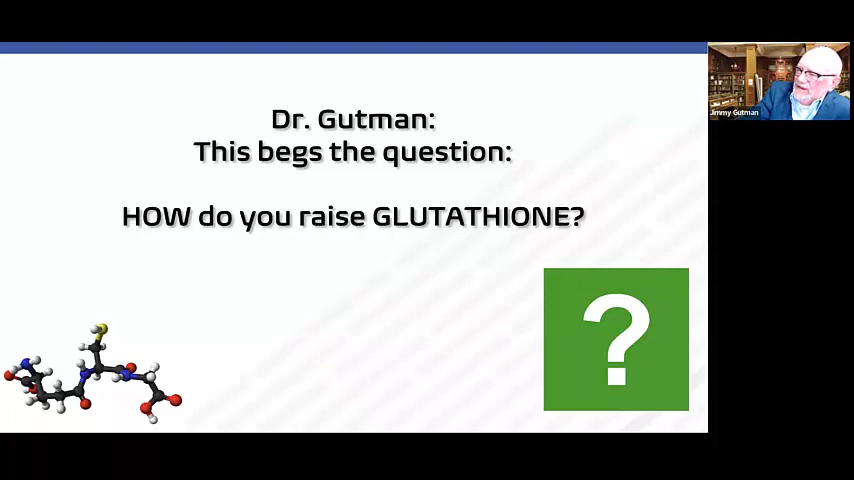 Dr. Gutman:
This begs the question:
HOW do you raise GLUTATHIONE?
?
Jimmy Gutman